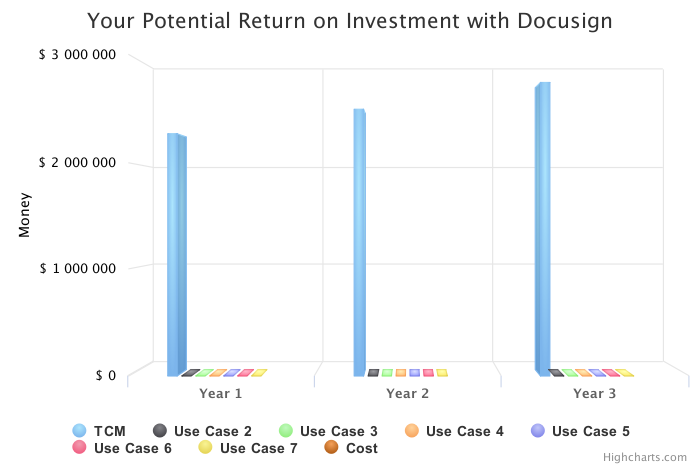 Your Potential Return on Investment with Docusign
$ 3 000 000
$ 2 000 000
$ 1 000 000
$ 0
Money
Year 1
Year 2
Year 3
TCM
Use Case 2
Use Case 3
Use Case 4
Use Case 5
Use Case 6
Use Case 7
Cost
Highcharts.com